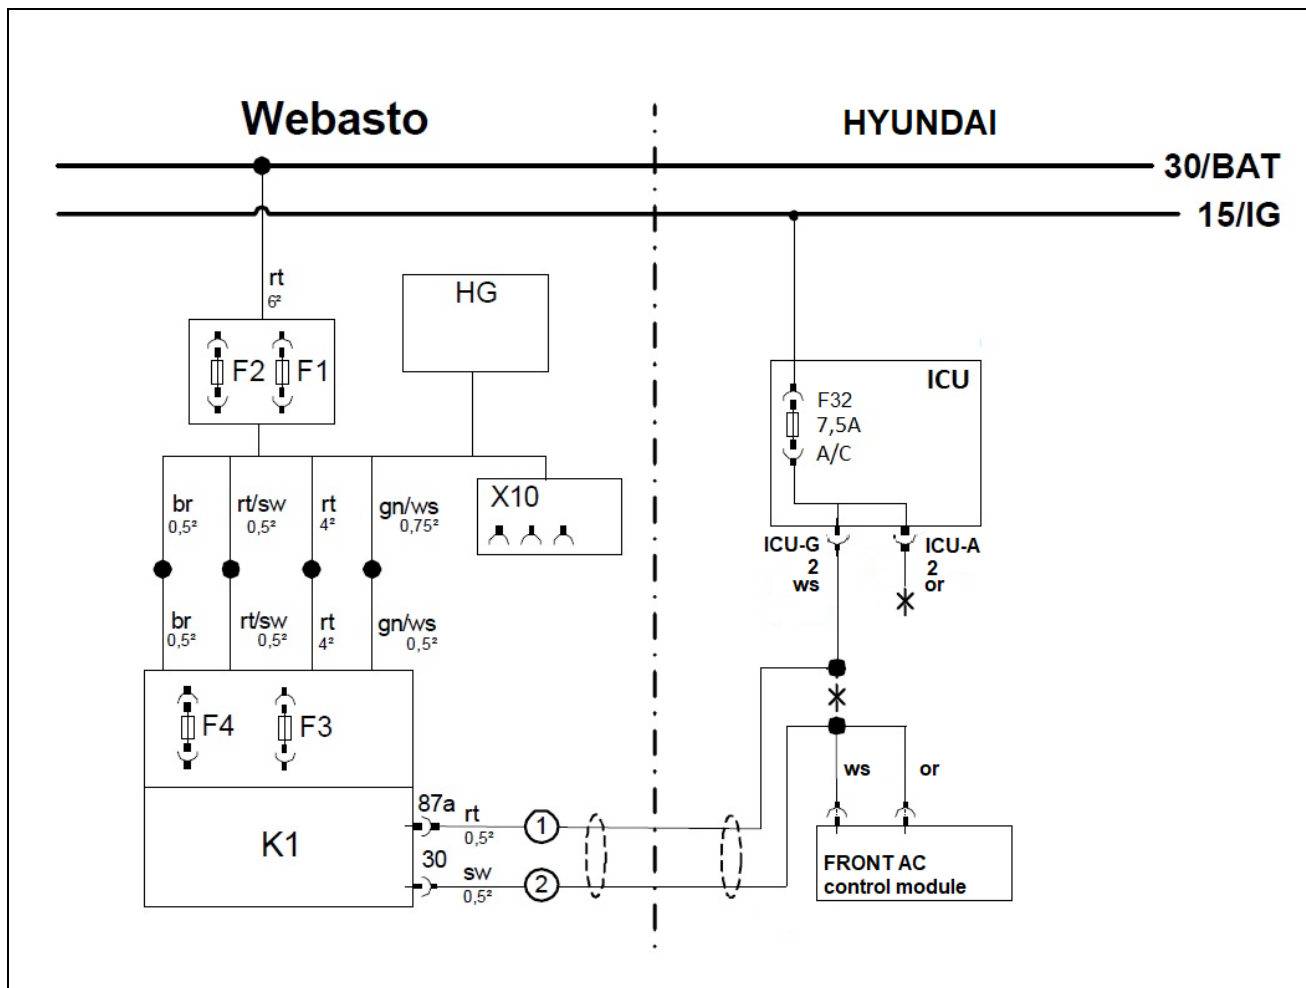 Webasto
HYUNDAI
30/BAT
15/IG
rt
6²
HG
F2
F1
ICU
F32
7,5A
A/C
X10
br
0,5²
rt/sw
0,5²
rt
4²
gn/ws
0,75²
ICU-G
2
ws
ICU-A
2
or
br
0,5²
rt/sw
0,5²
rt
4²
gn/ws
0,5²
F4
F3
ws
or
87a
rt
0,5²
1
K1
30
sw
0,5²
2
FRONT AC
control module